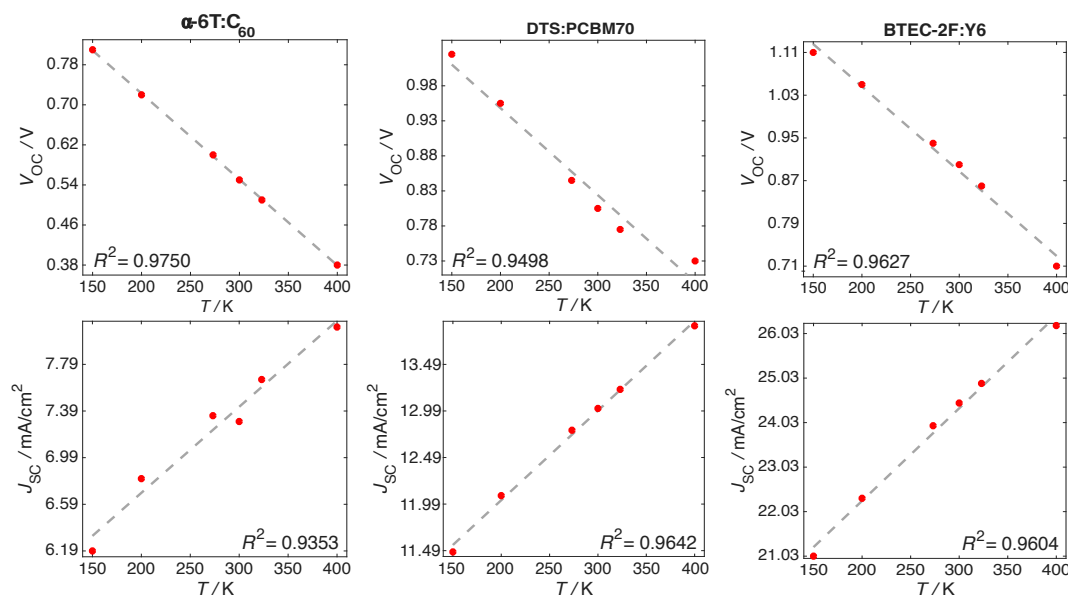 α-6T:C60
DTS:PCBM70
BTEC-2F:Y6
VOC / V
0.78
0.70
0.62
0.54
0.46
0.38
R2 = 0.9750
150 200 250 300 350 400
T / K
VOC / V
0.98
0.93
0.88
0.83
0.78
0.73
R2 = 0.9498
150 200 250 300 350 400
T / K
VOC / V
1.11
1.03
0.95
0.87
0.79
0.71
R2 = 0.9627
150 200 250 300 350 400
T / K
JSC / mA/cm2
7.79
7.39
6.99
6.59
6.19
R2 = 0.9353
150 200 250 300 350 400
T / K
JSC / mA/cm2
13.49
12.99
12.49
11.99
11.49
R2 = 0.9642
150 200 250 300 350 400
T / K
JSC / mA/cm2
26.03
25.03
24.03
23.03
22.03
21.03
R2 = 0.9604
150 200 250 300 350 400
T / K